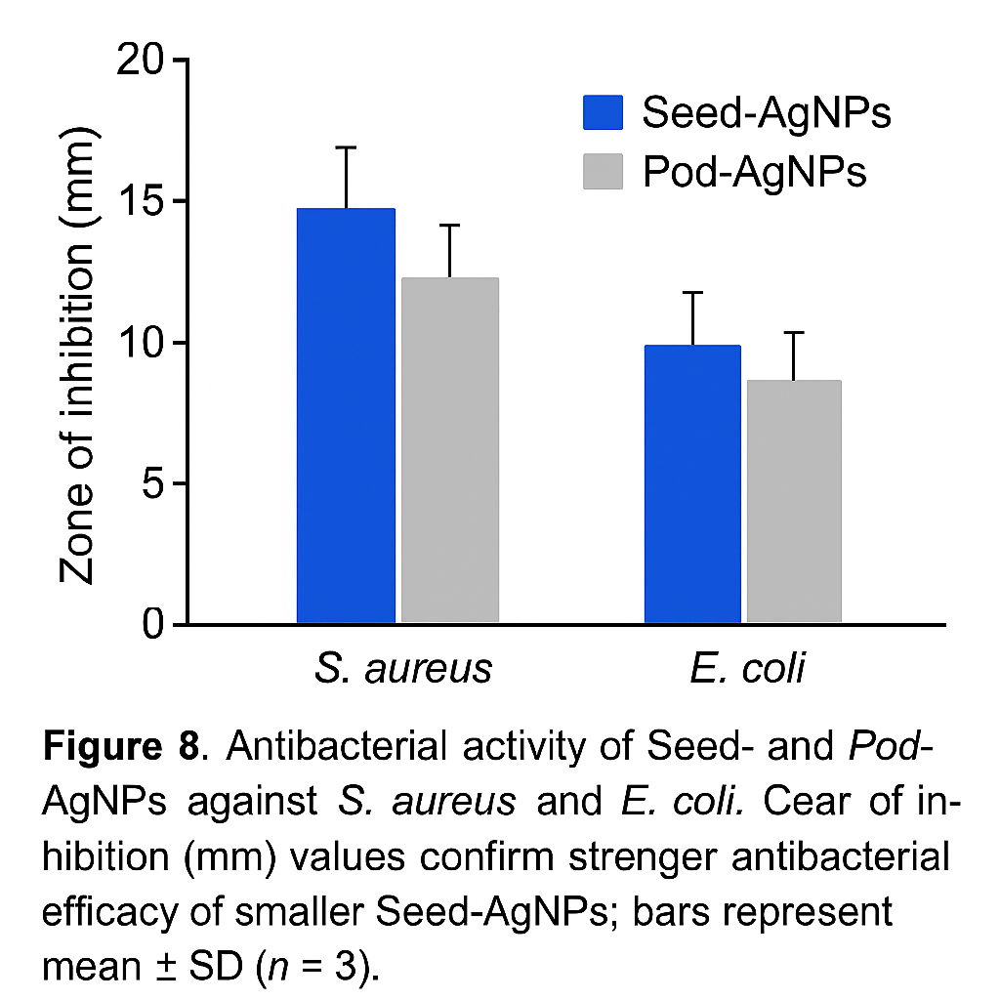 20
Seed-AgNPs
Pod-AgNPs
15
10
5
0
Zone of inhibition (mm)
S. aureus
E. coli
Figure 8. Antibacterial activity of Seed- and Pod-
AgNPs against S. aureus and E. coli. Cear of in-
hibition (mm) values confirm strenger antibacterial
efficacy of smaller Seed-AgNPs; bars represent
mean ± SD (n = 3).